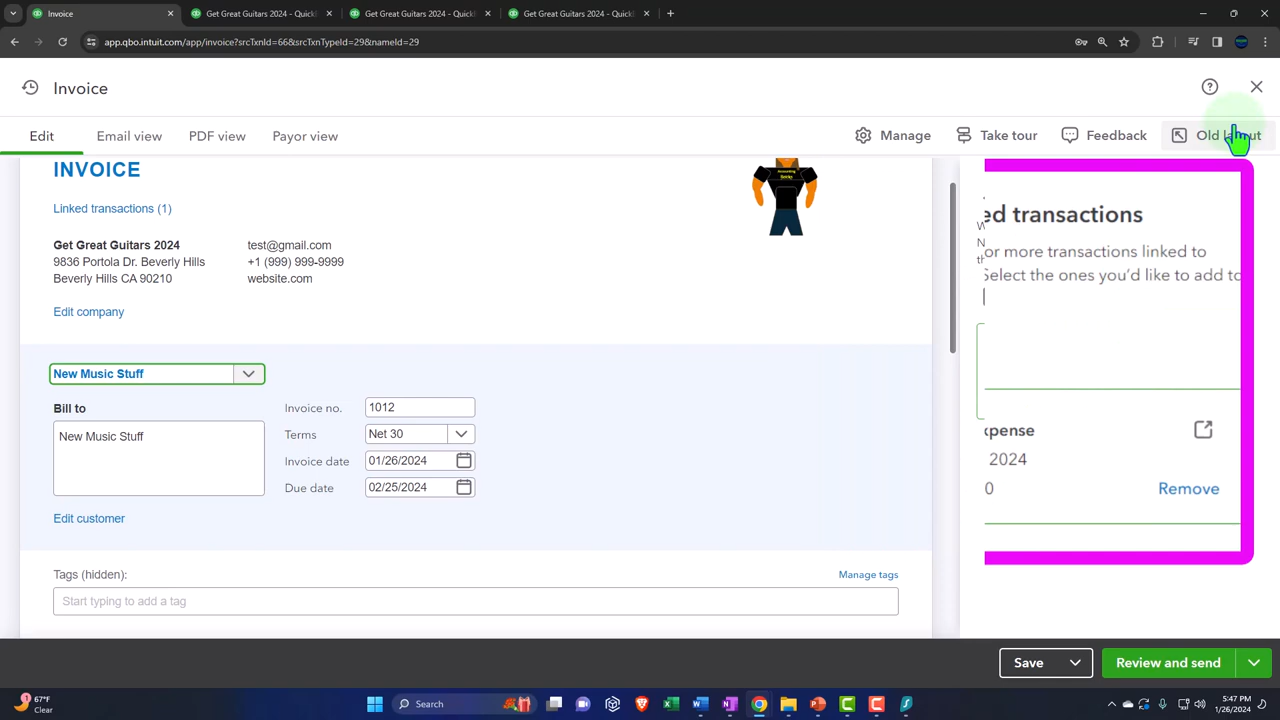 Invoice
Get Great Guitars 2024 - Quick
Get Great Guitars 2024 - Quick
Get Great Guitars 2024 - Quick
app.qbo.intuit.com/app/invoice?srcTxnId=66&srcTxnTypeId=29&nameId=29
Invoice
Edit
Email view
PDF view
Payor view
Manage
Take tour
Feedback
Old
INVOICE
Linked transactions (1)
Accounting
Get Great Guitars 2024
test@gmail.com
9836 Portola Dr. Beverly Hills
+1 (999) 999-9999
Beverly Hills CA 90210
website.com
Edit company
New Music Stuff
Bill to
New Music Stuff
Invoice no.
1012
Terms
Net 30
Invoice date
01/26/2024
Due date
02/25/2024
Edit customer
Tags (hidden):
Manage tags
Start typing to add a tag
ed transactions
or more transactions linked to
Select the ones you'd like to add to
xpense
2024
0
Remove
Save
Review and send
67°F
Clear
Search
5:47 PM
1/26/2024